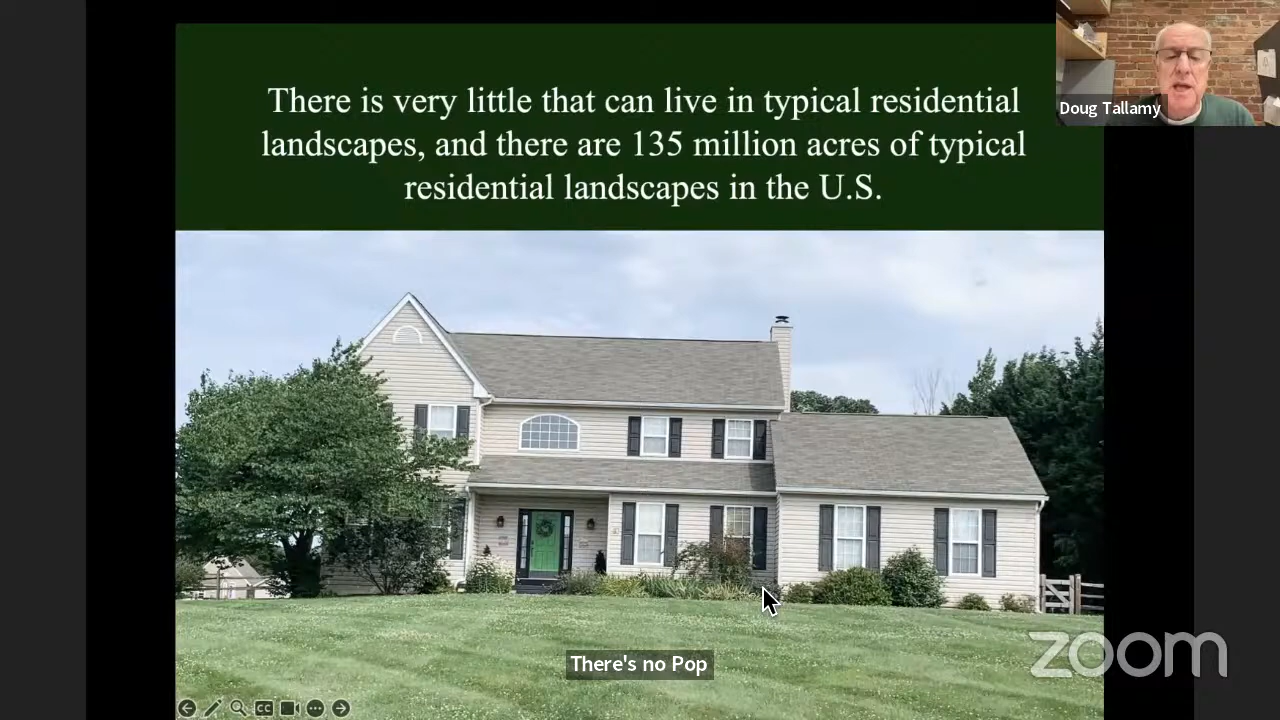 There is very little that can live in typical residential
landscapes, and there are 135 million acres of typical
residential landscapes in the U.S.
Doug Tallamy
There's no Pop
zoom
CC